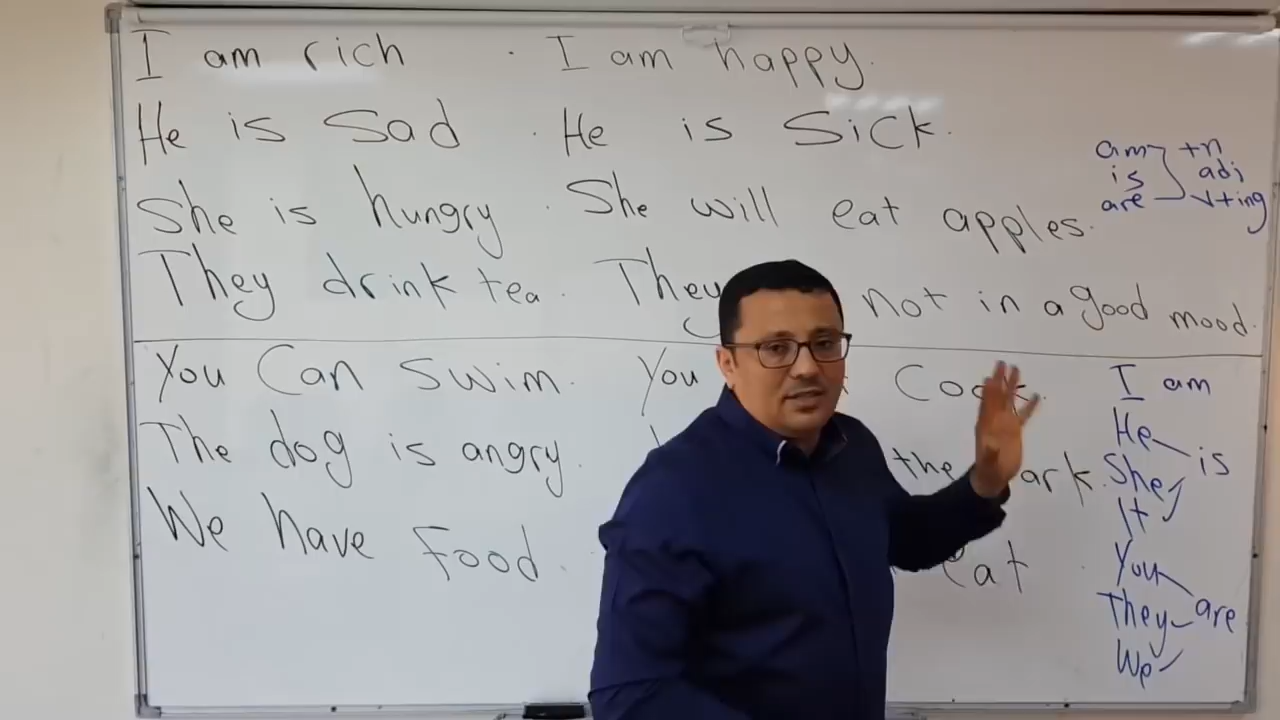 I am rich . I am happy.
He is Sad . He is Sick.
She is hungry . She will eat apples.
They drink tea . They not in a good mood.
You Can Swim. You Cook.
The dog is angry. the ark.
We have Food. eat
am +n
is adj
are v+ing
I am
He
She is
It
You
They are
We